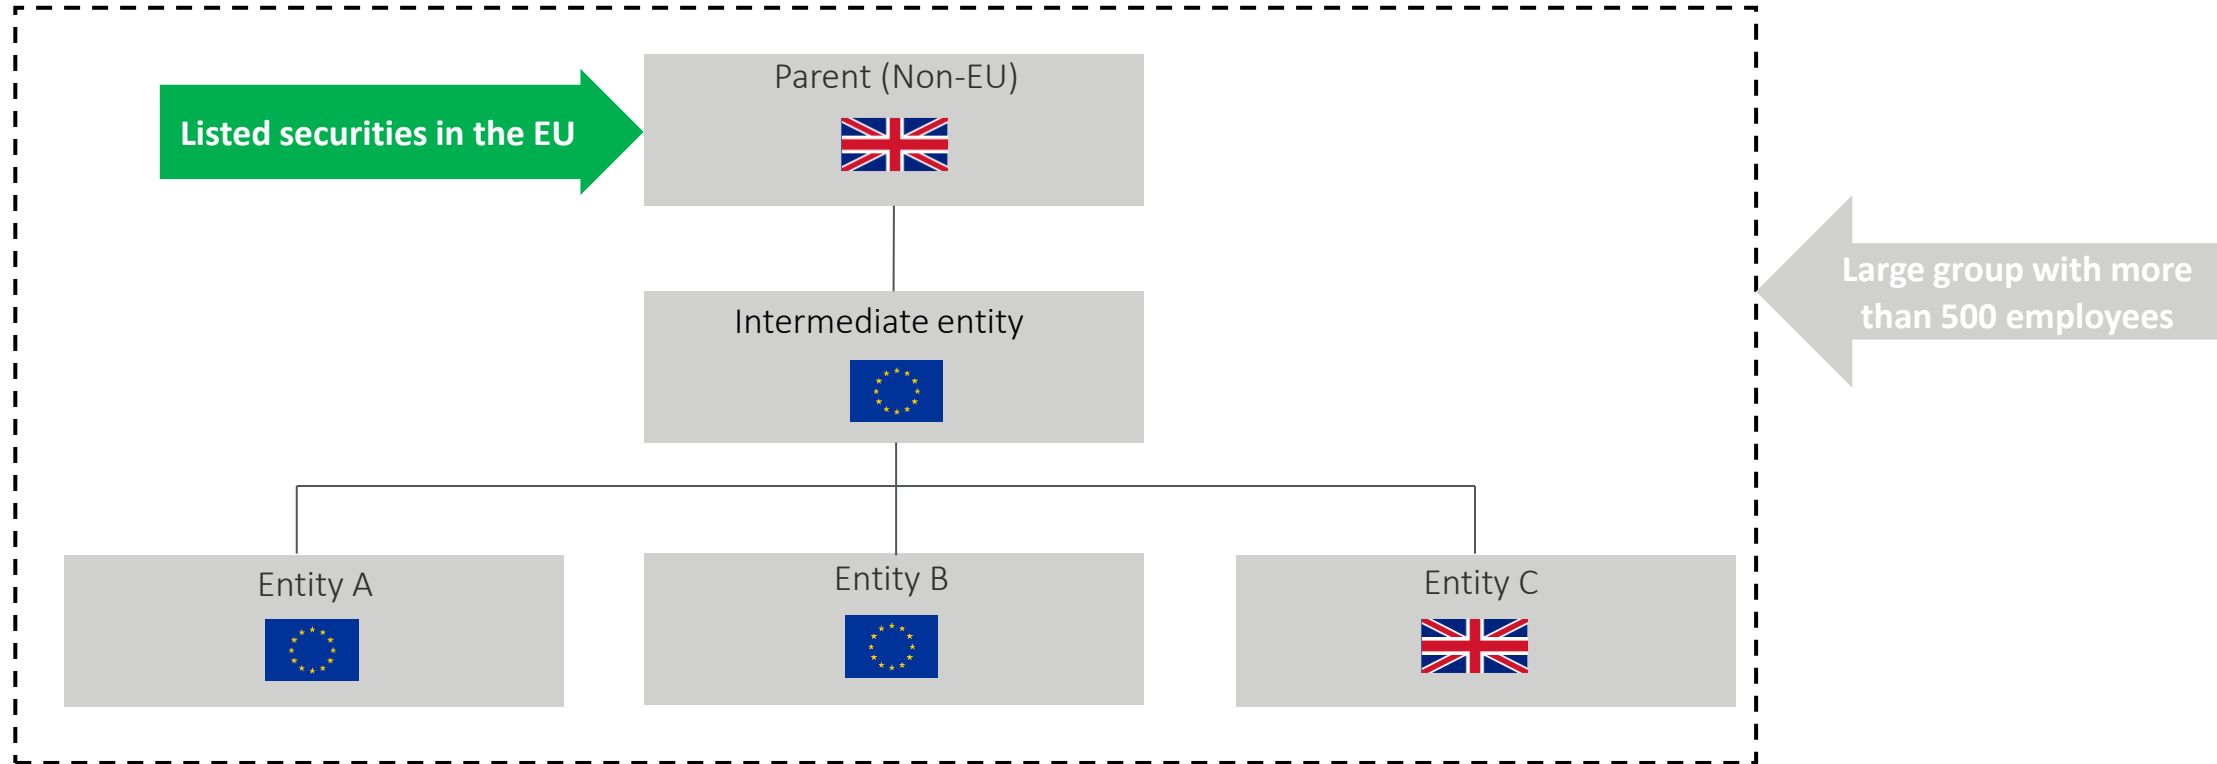 Parent (Non-EU)
Listed securities in the EU
Large group with more
than 500 employees
Intermediate entity
Entity A
Entity B
Entity C